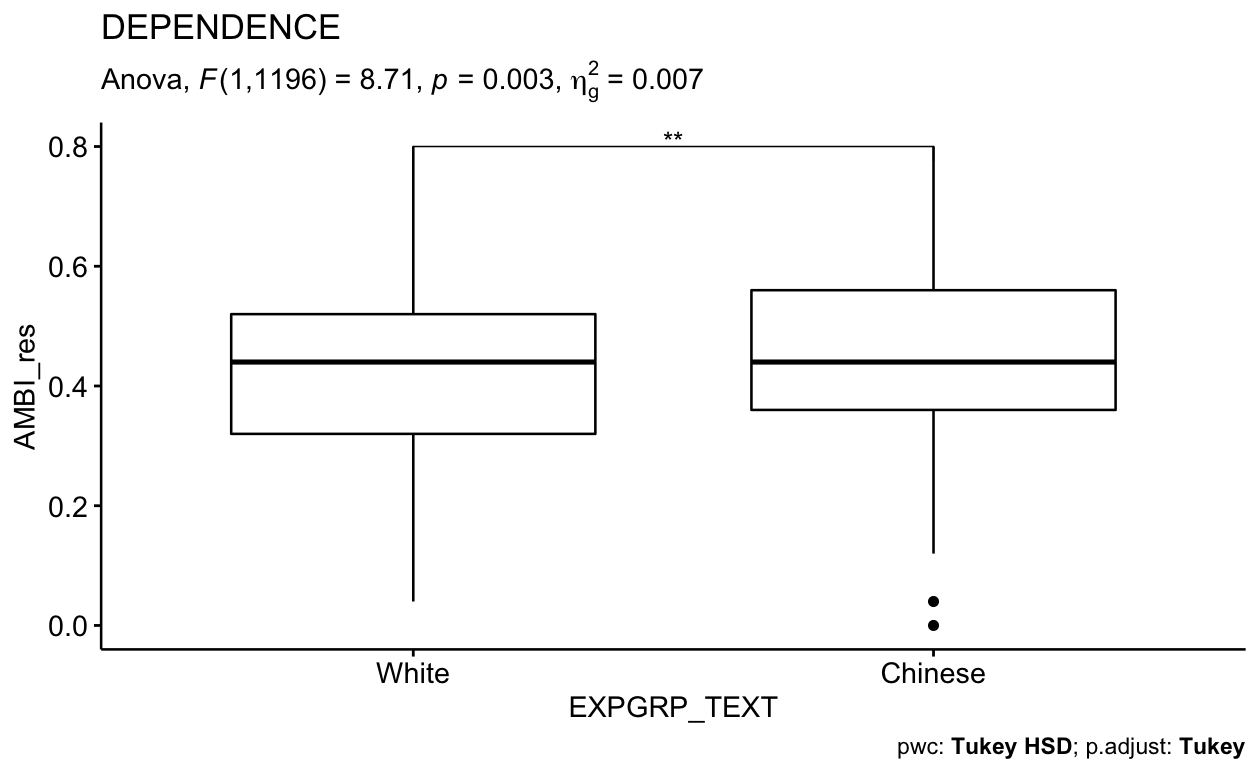 DEPENDENCE
Anova, F(1,1196) = 8.71, p = 0.003, η²g = 0.007
**
0.8
0.6
0.4
0.2
0.0
AMBI_res
White Chinese
EXPGRP_TEXT
pwc: Tukey HSD; p.adjust: Tukey